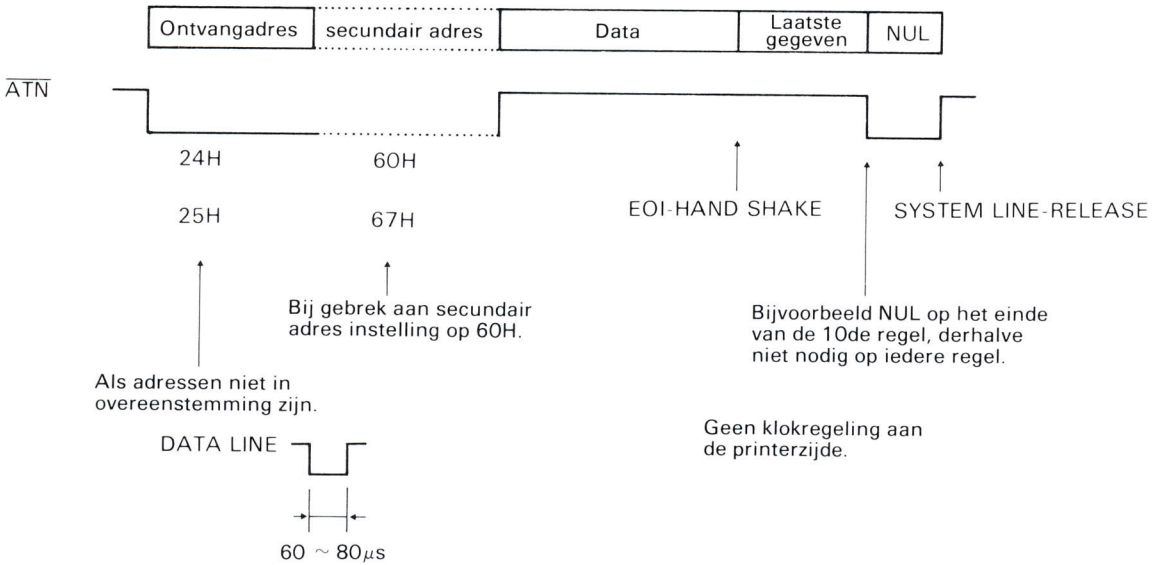 Ontvangadres secundair adres Data Laatste gegeven NUL
ATN
24H 60H
25H 67H
EOI-HAND SHAKE SYSTEM LINE-RELEASE
Bij gebrek aan secundair
adres instelling op 60H.
Bijvoorbeeld NUL op het einde
van de 10de regel, derhalve
niet nodig op iedere regel.
Als adressen niet in
overeenstemming zijn.
Geen klokregeling aan
de printerzijde.
DATA LINE
60 ~ 80μs